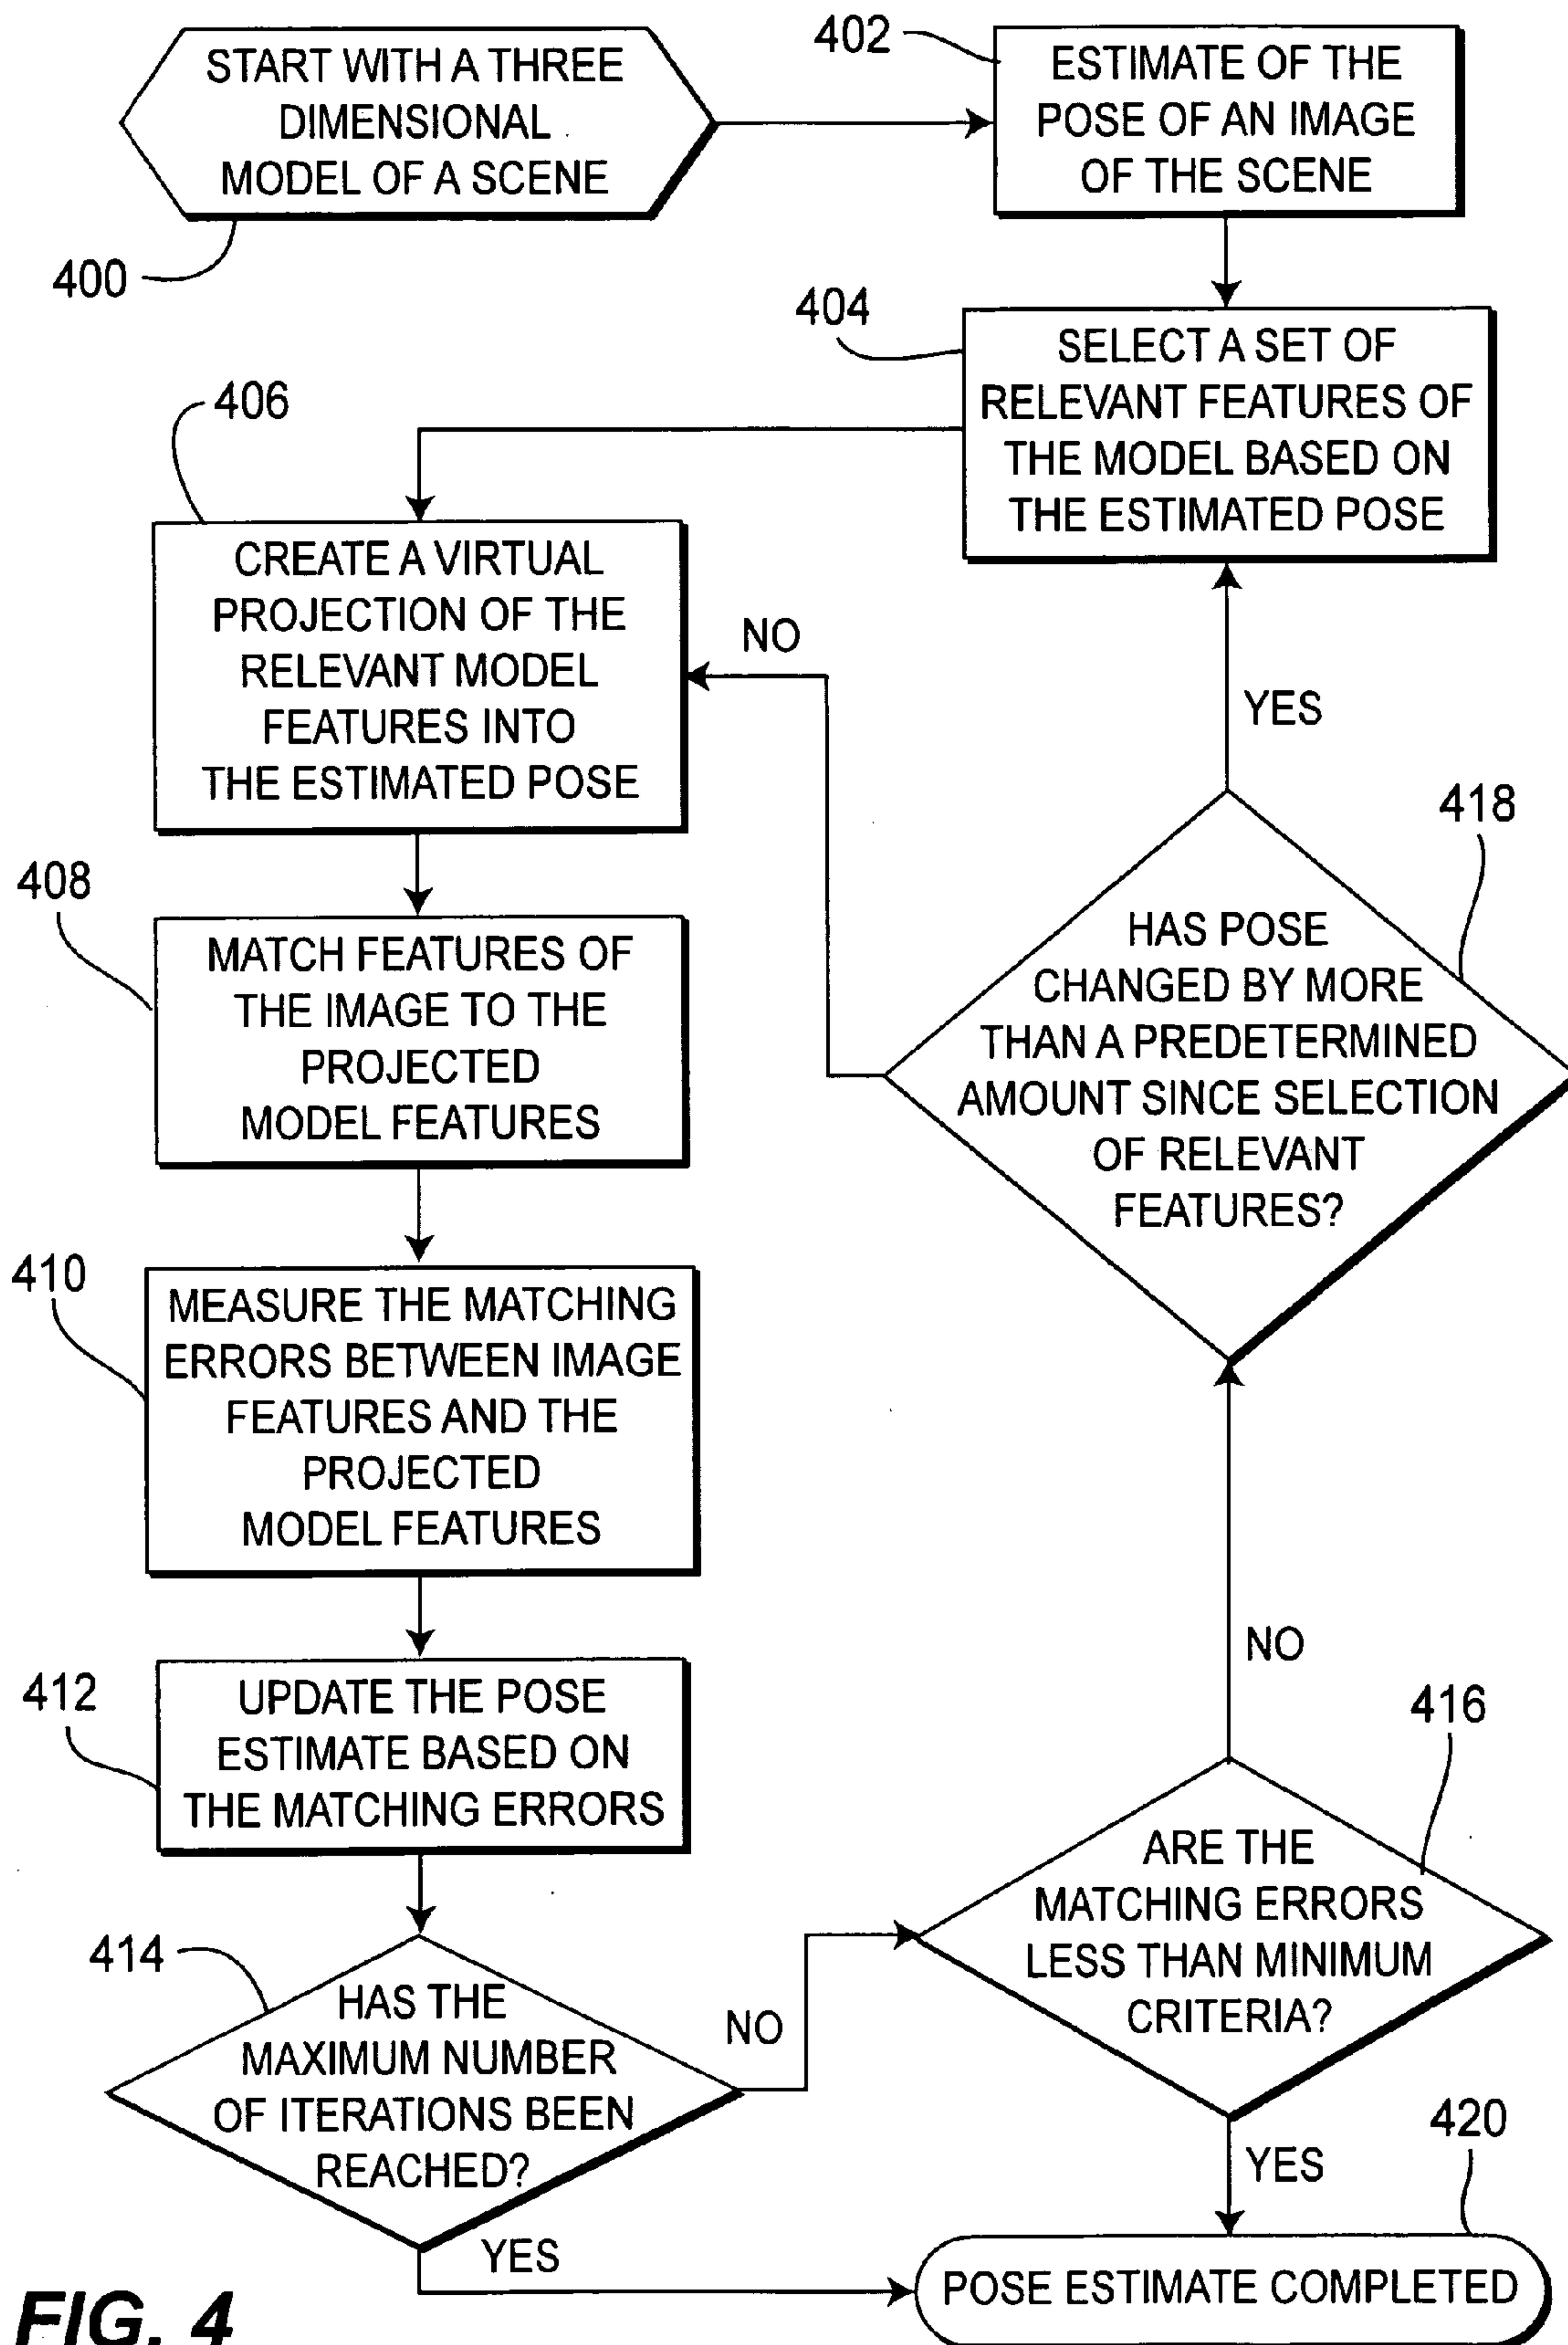 START WITH A THREE
DIMENSIONAL
MODEL OF A SCENE
400
402
ESTIMATE OF THE
POSE OF AN IMAGE
OF THE SCENE
404
SELECT A SET OF
RELEVANT FEATURES OF
THE MODEL BASED ON
THE ESTIMATED POSE
406
CREATE A VIRTUAL
PROJECTION OF THE
RELEVANT MODEL
FEATURES INTO
THE ESTIMATED POSE
NO
YES
408
MATCH FEATURES OF
THE IMAGE TO THE
PROJECTED
MODEL FEATURES
418
HAS POSE
CHANGED BY MORE
THAN A PREDETERMINED
AMOUNT SINCE SELECTION
OF RELEVANT
FEATURES?
410
MEASURE THE MATCHING
ERRORS BETWEEN IMAGE
FEATURES AND THE
PROJECTED
MODEL FEATURES
412
UPDATE THE POSE
ESTIMATE BASED ON
THE MATCHING ERRORS
NO
416
ARE THE
MATCHING ERRORS
LESS THAN MINIMUM
CRITERIA?
414
HAS THE
MAXIMUM NUMBER
OF ITERATIONS BEEN
REACHED?
NO
YES
YES
420
POSE ESTIMATE COMPLETED
FIG. 4